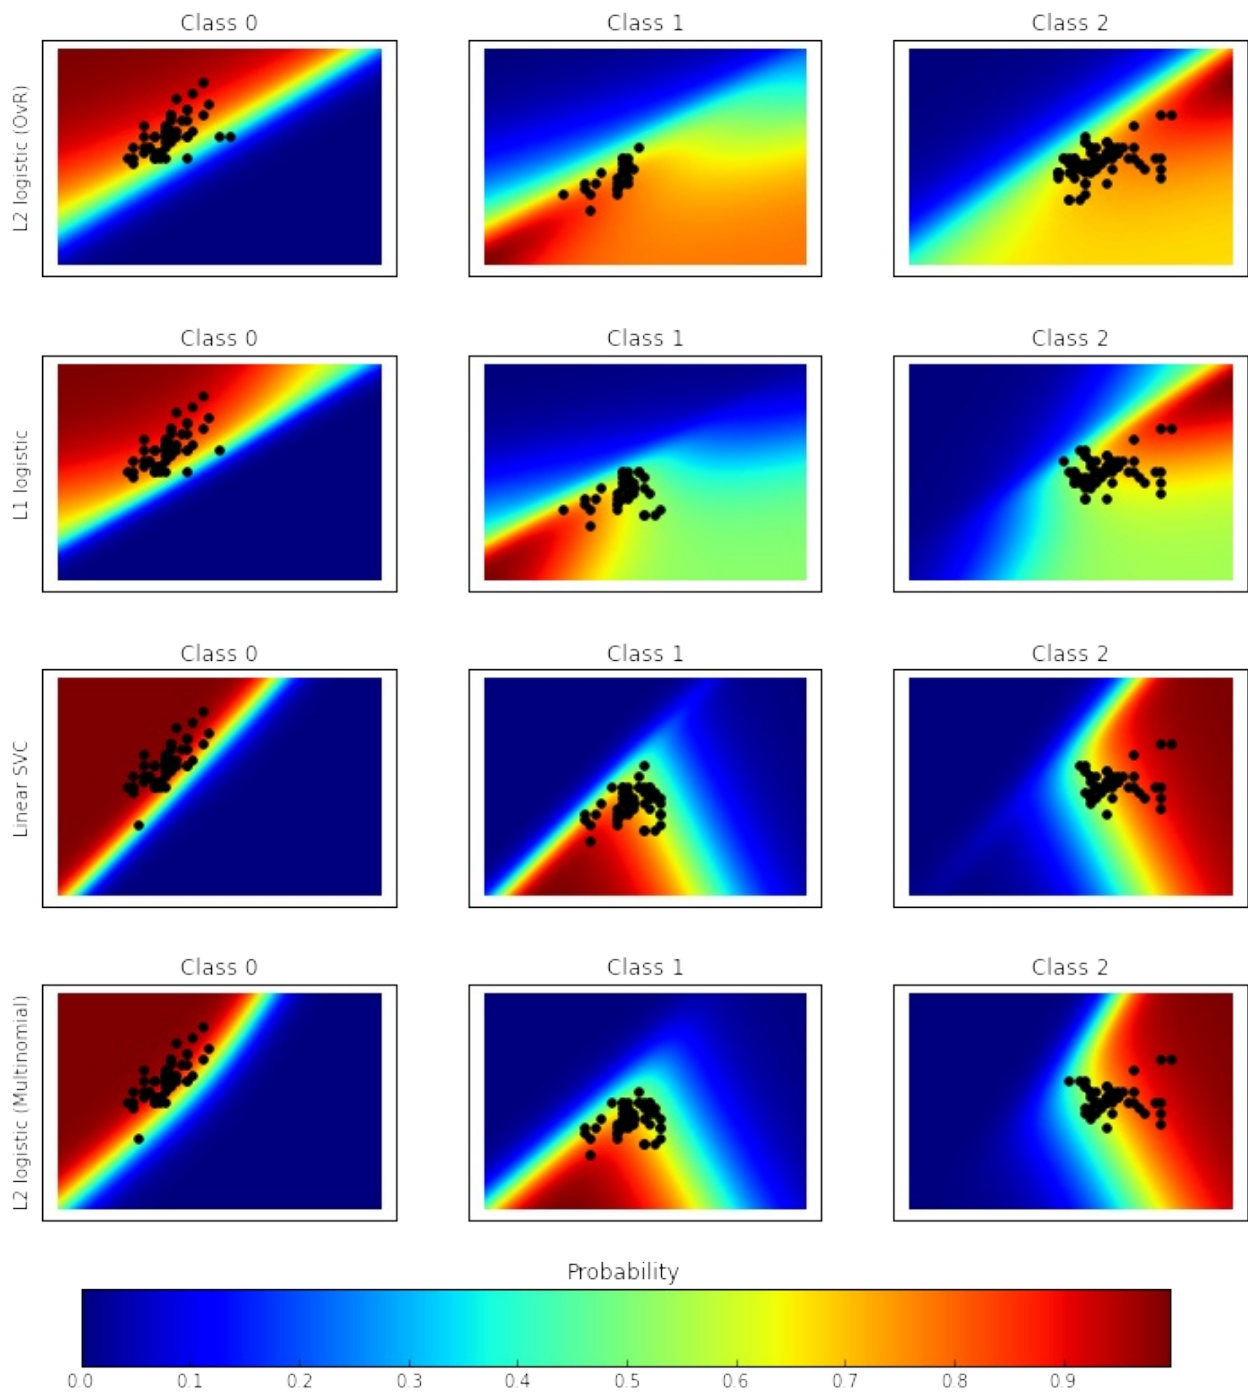 Class 0 Class 1 Class 2
L2 logistic (OvR)
Class 0 Class 1 Class 2
L1 logistic
Class 0 Class 1 Class 2
Linear SVC
Class 0 Class 1 Class 2
L2 logistic (Multinomial)
Probability
0.0 0.1 0.2 0.3 0.4 0.5 0.6 0.7 0.8 0.9